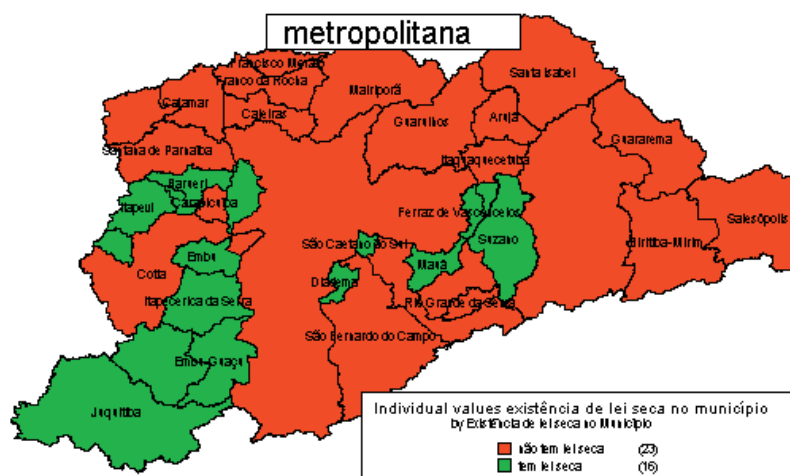 metropolitana
Francisco Morato
Franco da Rocha
Santa Isabel
Cajamar
Mairiporã
Caieiras
Guarulhos
Arujá
Guararema
Santana de Parnaíba
Itaquaquecetuba
Barueri
Carapicuíba
Itapevi
Ferraz de Vasconcelos
Salesópolis
São Caetano do Sul
Suzano
Biritiba-Mirim
Embu
Mauá
Cotia
Diadema
Itapecerica da Serra
Rio Grande da Serra
São Bernardo do Campo
Embu-Guaçu
Juquitiba
Individual values existência de lei seca no município
by Existência de lei seca no Município
não tem lei seca (23)
tem lei seca (16)